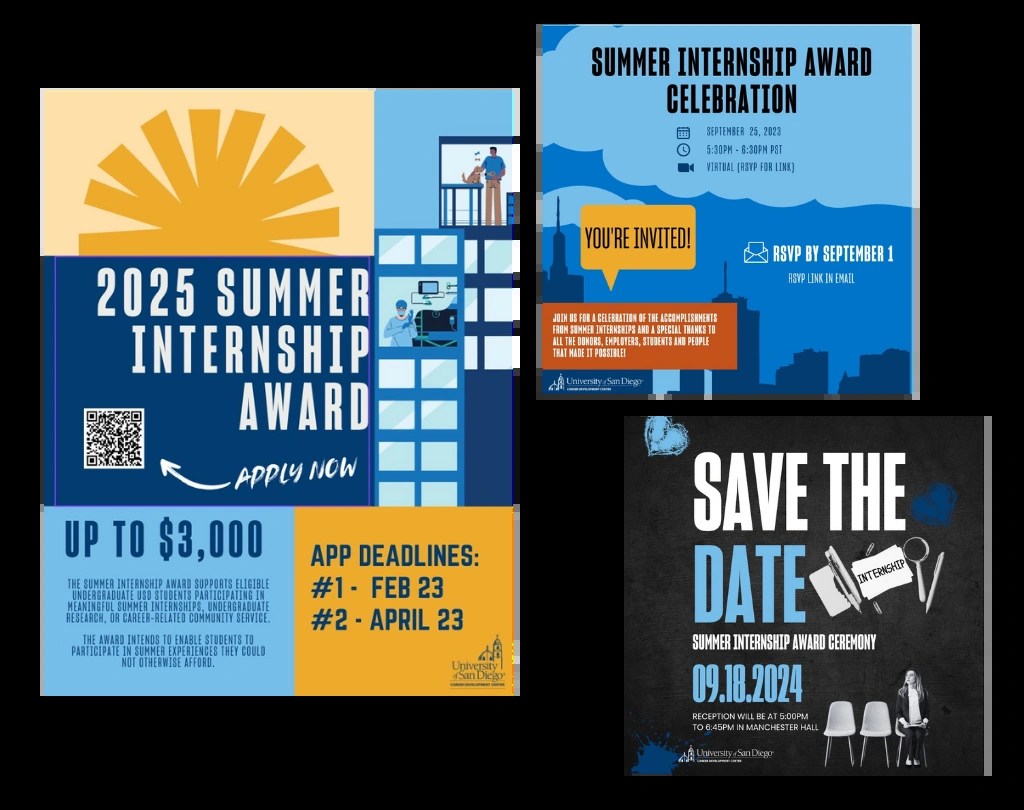 2025 SUMMER
INTERNSHIP
AWARD
APPLY NOW
UP TO $3,000
THE SUMMER INTERNSHIP AWARD SUPPORTS ELIGIBLE
UNDERGRADUATE USD STUDENTS PARTICIPATING IN
MEANINGFUL SUMMER INTERNSHIPS, UNDERGRADUATE
RESEARCH, OR CAREER-RELATED COMMUNITY SERVICE.
THE AWARD INTENDS TO ENABLE STUDENTS TO
PARTICIPATE IN SUMMER EXPERIENCES THEY COULD
NOT OTHERWISE AFFORD.
APP DEADLINES:
#1 - FEB 23
#2 - APRIL 23
University
of San Diego
CAREER DEVELOPMENT CENTER
SUMMER INTERNSHIP AWARD
CELEBRATION
SEPTEMBER 25, 2023
5:30PM - 6:30PM PST
VIRTUAL (RSVP FOR LINK)
YOU'RE INVITED!
RSVP BY SEPTEMBER 1
RSVP LINK IN EMAIL
JOIN US FOR A CELEBRATION OF THE ACCOMPLISHMENTS
FROM SUMMER INTERNSHIPS AND A SPECIAL THANKS TO
ALL THE DONORS, EMPLOYERS, STUDENTS AND PEOPLE
THAT MADE IT POSSIBLE!
University of San Diego
CAREER DEVELOPMENT CENTER
SAVE THE
DATE
INTERNSHIP
SUMMER INTERNSHIP AWARD CEREMONY
09.18.2024
RECEPTION WILL BE AT 5:00PM
TO 6:45PM IN MANCHESTER HALL
University of San Diego
CAREER DEVELOPMENT CENTER